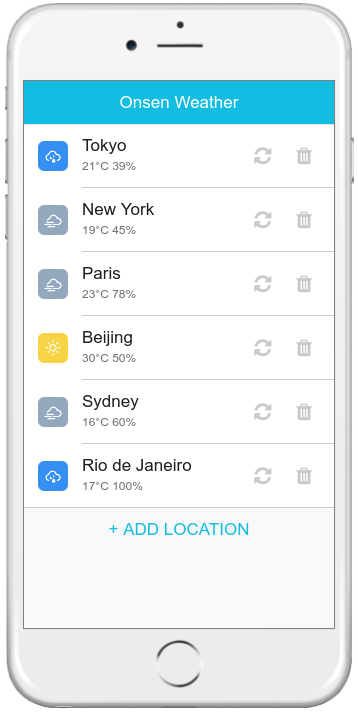 Onsen Weather
Tokyo
21°C 39%
New York
19°C 45%
Paris
23°C 78%
Beijing
30°C 50%
Sydney
16°C 60%
Rio de Janeiro
17°C 100%
+ ADD LOCATION